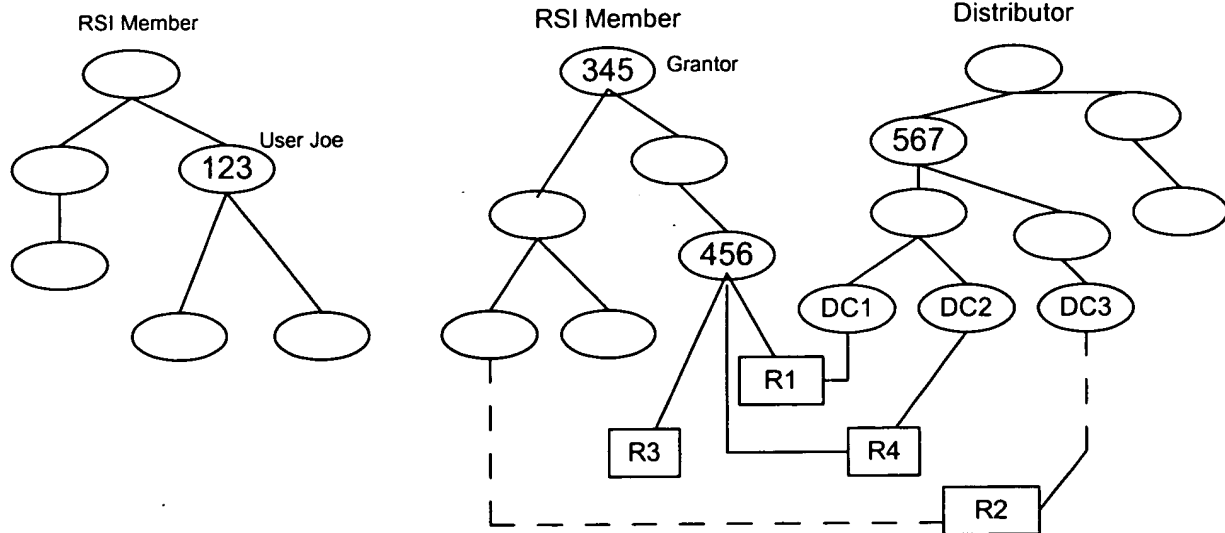 RSI Member
RSI Member
Distributor
345
Grantor
User Joe
123
567
456
DC1
DC2
DC3
R1
R3
R4
R2